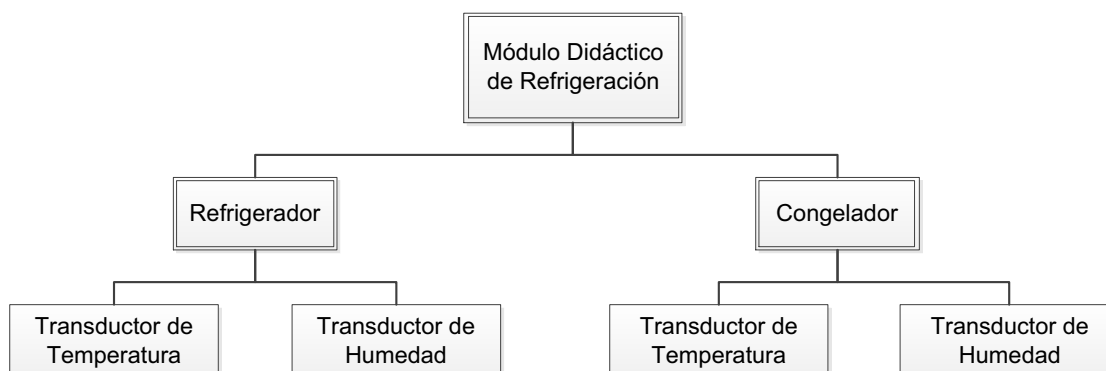 Módulo Didáctico
de Refrigeración
Refrigerador
Congelador
Transductor de
Temperatura
Transductor de
Humedad
Transductor de
Temperatura
Transductor de
Humedad